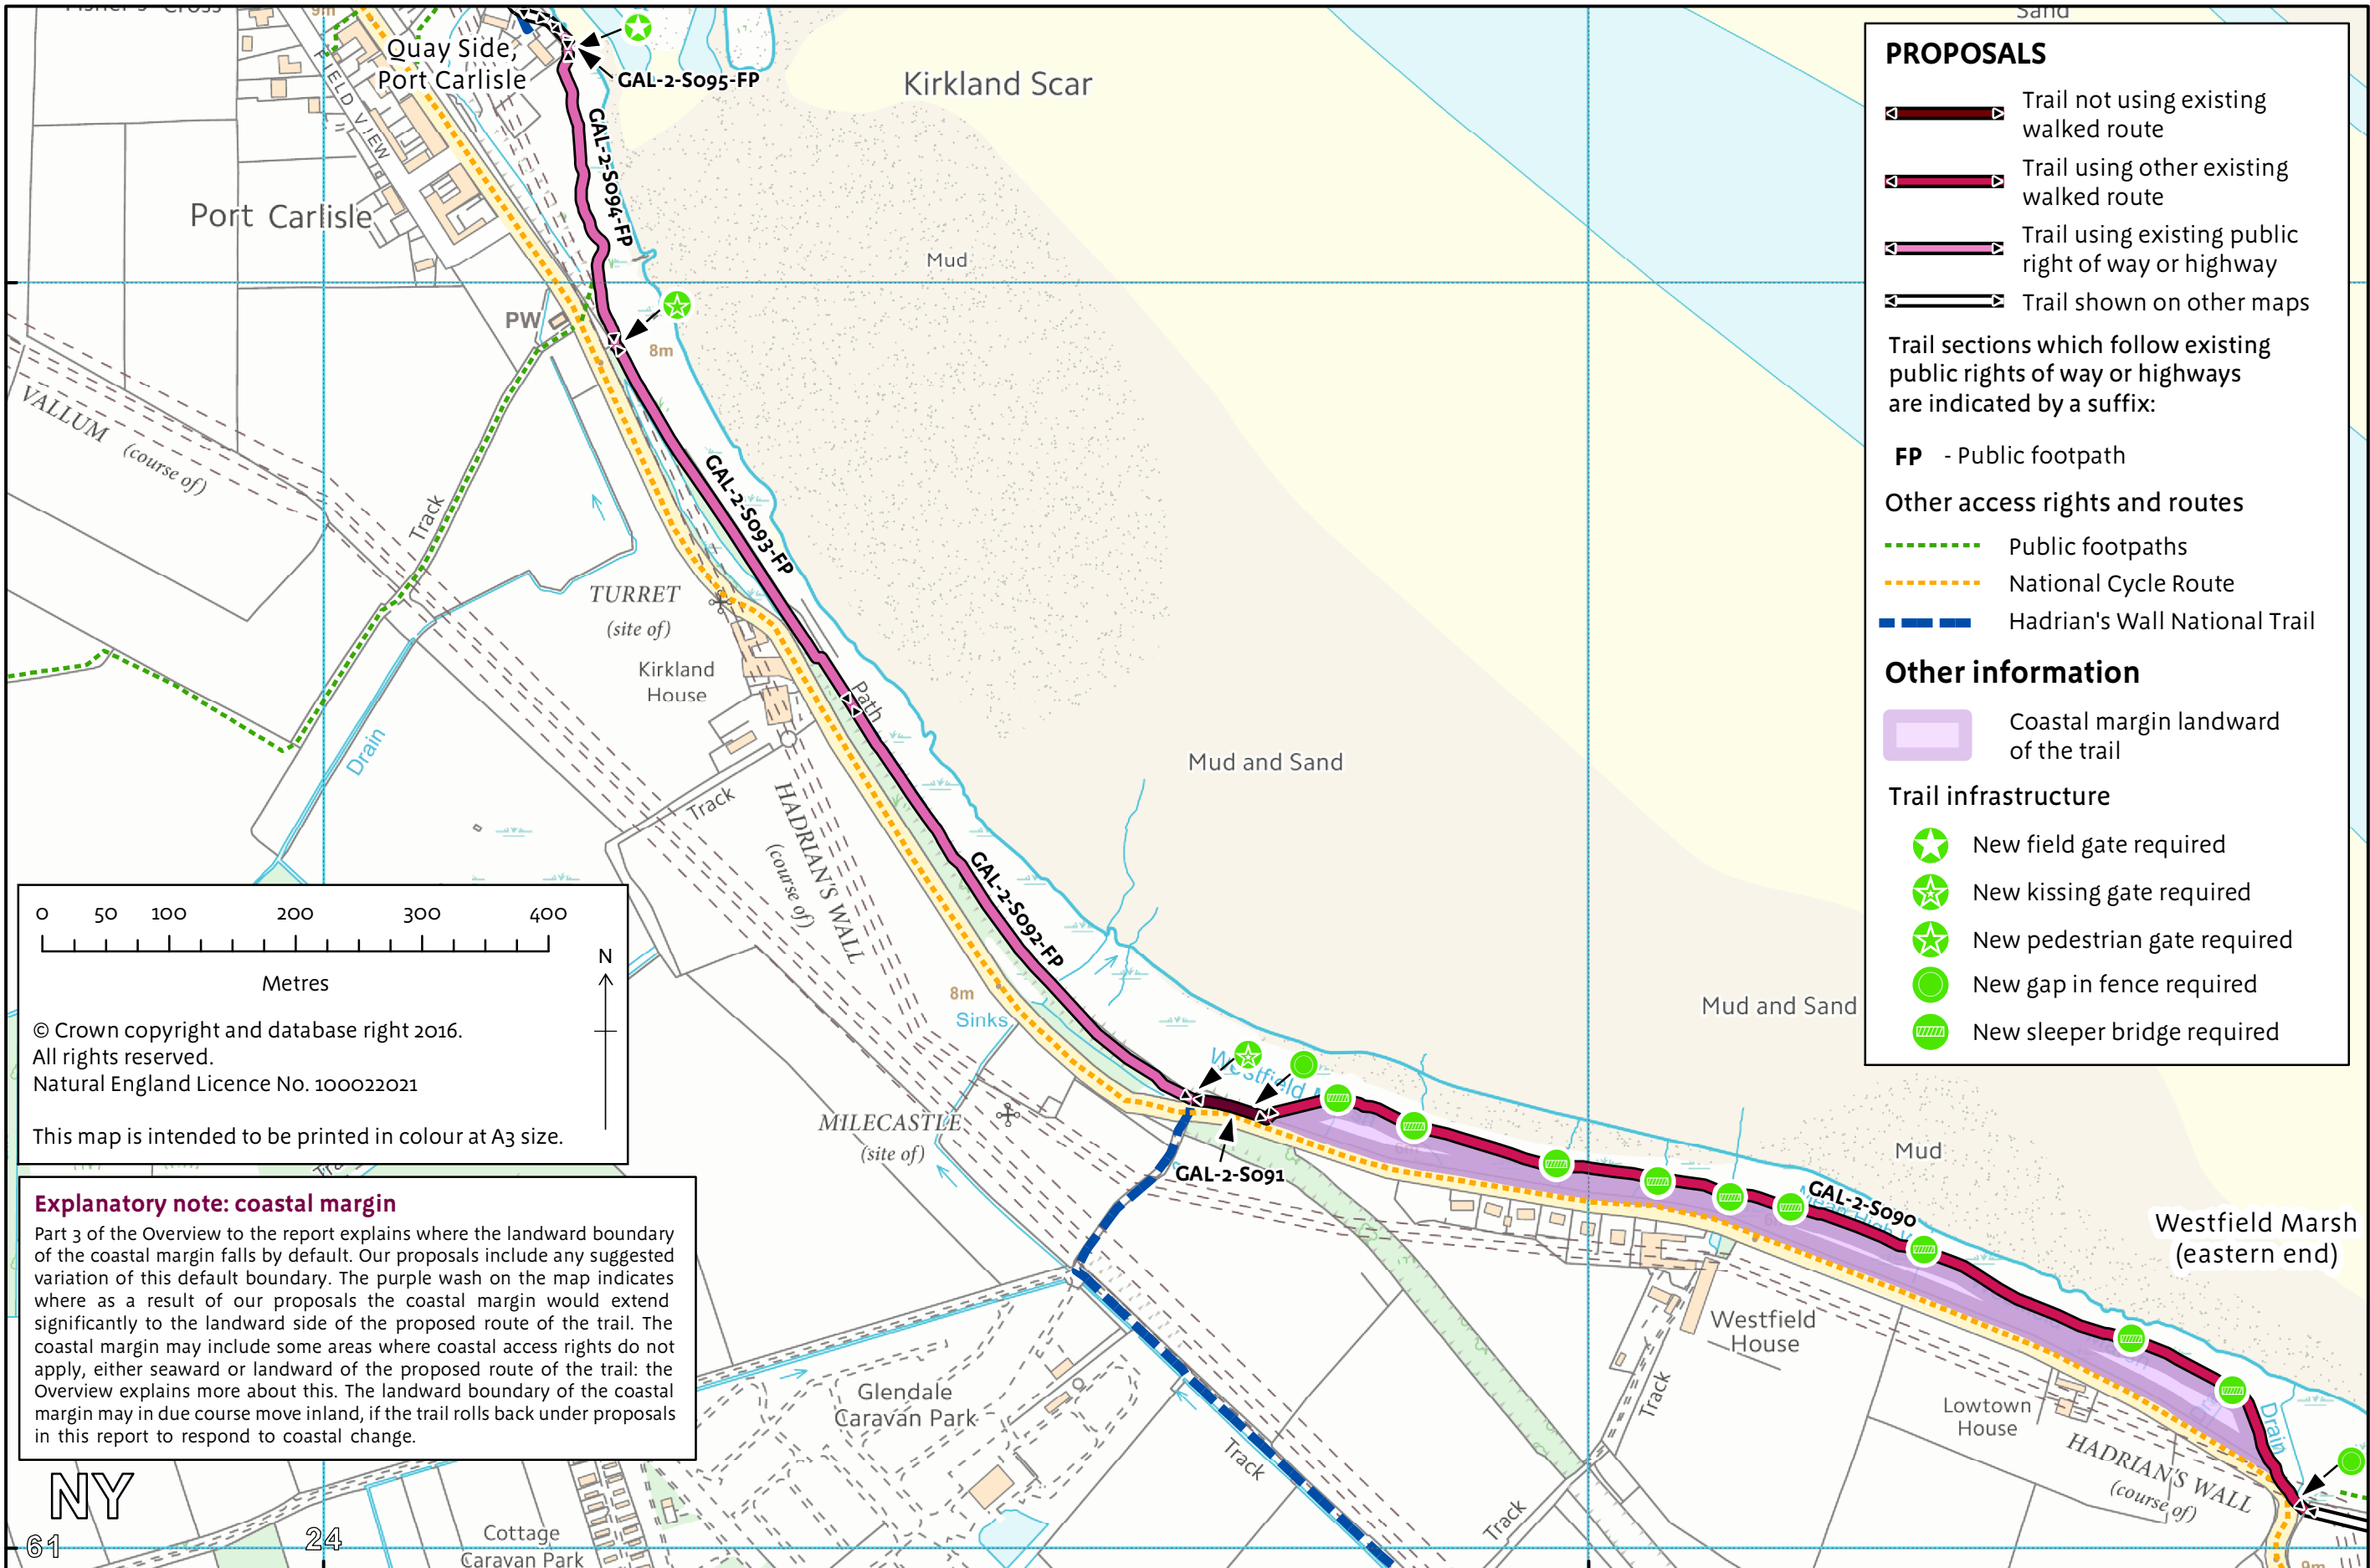 Fisher's Cross
9m
Sand
Quay Side,
Port Carlisle
FIELD VIEW
GAL-2-S095-FP
Kirkland Scar
GAL-2-S094-FP
Port Carlisle
Mud
PW
8m
VALLUM
(course of)
Track
GAL-2-S093-FP
TURRET
(site of)
Kirkland
House
Path
Drain
Mud and Sand
Track
HADRIAN'S WALL
(course of)
GAL-2-S092-FP
8m
Sinks
Mud and Sand
MILECASTLE
(site of)
GAL-2-S091
Mud
GAL-2-S090
Westfield Marsh
(eastern end)
Westfield
House
Track
Lowtown
House
Drain
HADRIAN'S WALL
(course of)
Glendale
Caravan Park
Track
Track
Cottage
Caravan Park
9m
PROPOSALS
Trail not using existing
walked route
Trail using other existing
walked route
Trail using existing public
right of way or highway
Trail shown on other maps
Trail sections which follow existing
public rights of way or highways
are indicated by a suffix:
FP - Public footpath
Other access rights and routes
Public footpaths
National Cycle Route
Hadrian's Wall National Trail
Other information
Coastal margin landward
of the trail
Trail infrastructure
New field gate required
New kissing gate required
New pedestrian gate required
New gap in fence required
New sleeper bridge required
0 50 100 200 300 400
Metres
N
© Crown copyright and database right 2016.
All rights reserved.
Natural England Licence No. 100022021
This map is intended to be printed in colour at A3 size.
Explanatory note: coastal margin
Part 3 of the Overview to the report explains where the landward boundary
of the coastal margin falls by default. Our proposals include any suggested
variation of this default boundary. The purple wash on the map indicates
where as a result of our proposals the coastal margin would extend
significantly to the landward side of the proposed route of the trail. The
coastal margin may include some areas where coastal access rights do not
apply, either seaward or landward of the proposed route of the trail: the
Overview explains more about this. The landward boundary of the coastal
margin may in due course move inland, if the trail rolls back under proposals
in this report to respond to coastal change.
NY
61
24